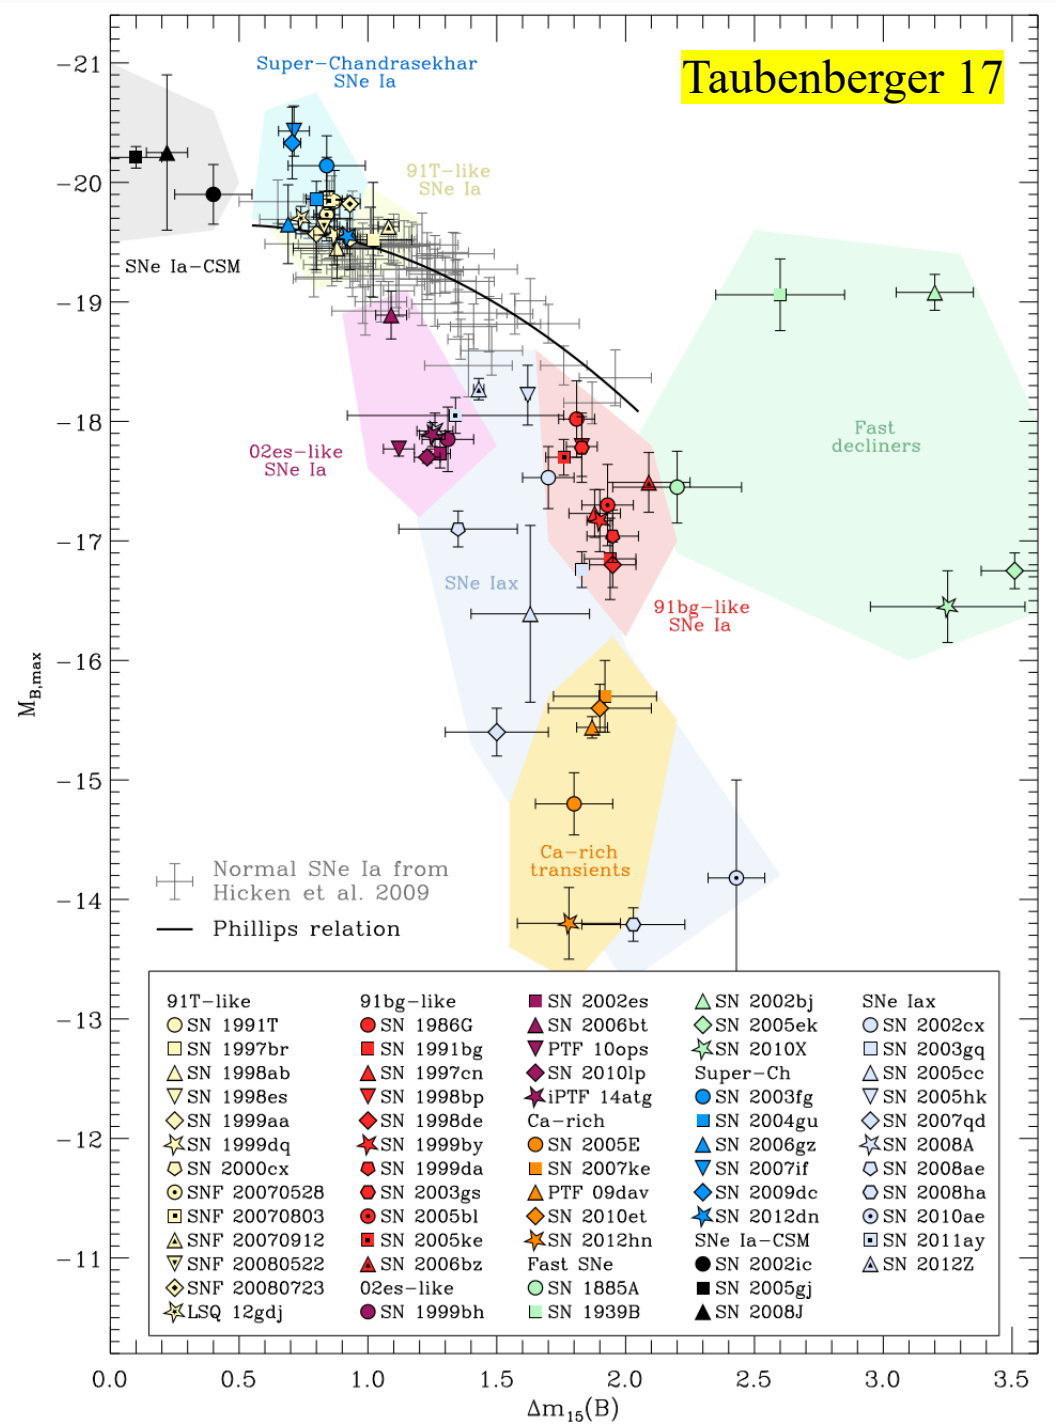 Taubenberger 17
Super-Chandrasekhar
SNe Ia
91T-like
SNe Ia
SNe Ia-CSM
02es-like
SNe Ia
Fast
decliners
SNe Iax
91bg-like
SNe Ia
Ca-rich
transients
Normal SNe Ia from
Hicken et al. 2009
Phillips relation
M_B,max
-21
-20
-19
-18
-17
-16
-15
-14
-13
-12
-11
91T-like
SN 1991T
SN 1997br
SN 1998ab
SN 1998es
SN 1999aa
SN 1999dq
SN 2000cx
SNF 20070528
SNF 20070803
SNF 20070912
SNF 20080522
SNF 20080723
LSQ 12gdj
91bg-like
SN 1986G
SN 1991bg
SN 1997cn
SN 1998bp
SN 1998de
SN 1999by
SN 1999da
SN 2003gs
SN 2005bl
SN 2005ke
SN 2006bz
02es-like
SN 1999bh
SN 2002es
SN 2006bt
PTF 10ops
SN 2010lp
iPTF 14atg
Ca-rich
SN 2005E
SN 2007ke
PTF 09dav
SN 2010et
SN 2012hn
Fast SNe
SN 1885A
SN 1939B
SN 2002bj
SN 2005ek
SN 2010X
Super-Ch
SN 2003fg
SN 2004gu
SN 2006gz
SN 2007if
SN 2009dc
SN 2012dn
SNe Ia-CSM
SN 2002ic
SN 2005gj
SN 2008J
SNe Iax
SN 2002cx
SN 2003gq
SN 2005cc
SN 2005hk
SN 2007qd
SN 2008A
SN 2008ae
SN 2008ha
SN 2010ae
SN 2011ay
SN 2012Z
0.0 0.5 1.0 1.5 2.0 2.5 3.0 3.5
Δm₁₅(B)